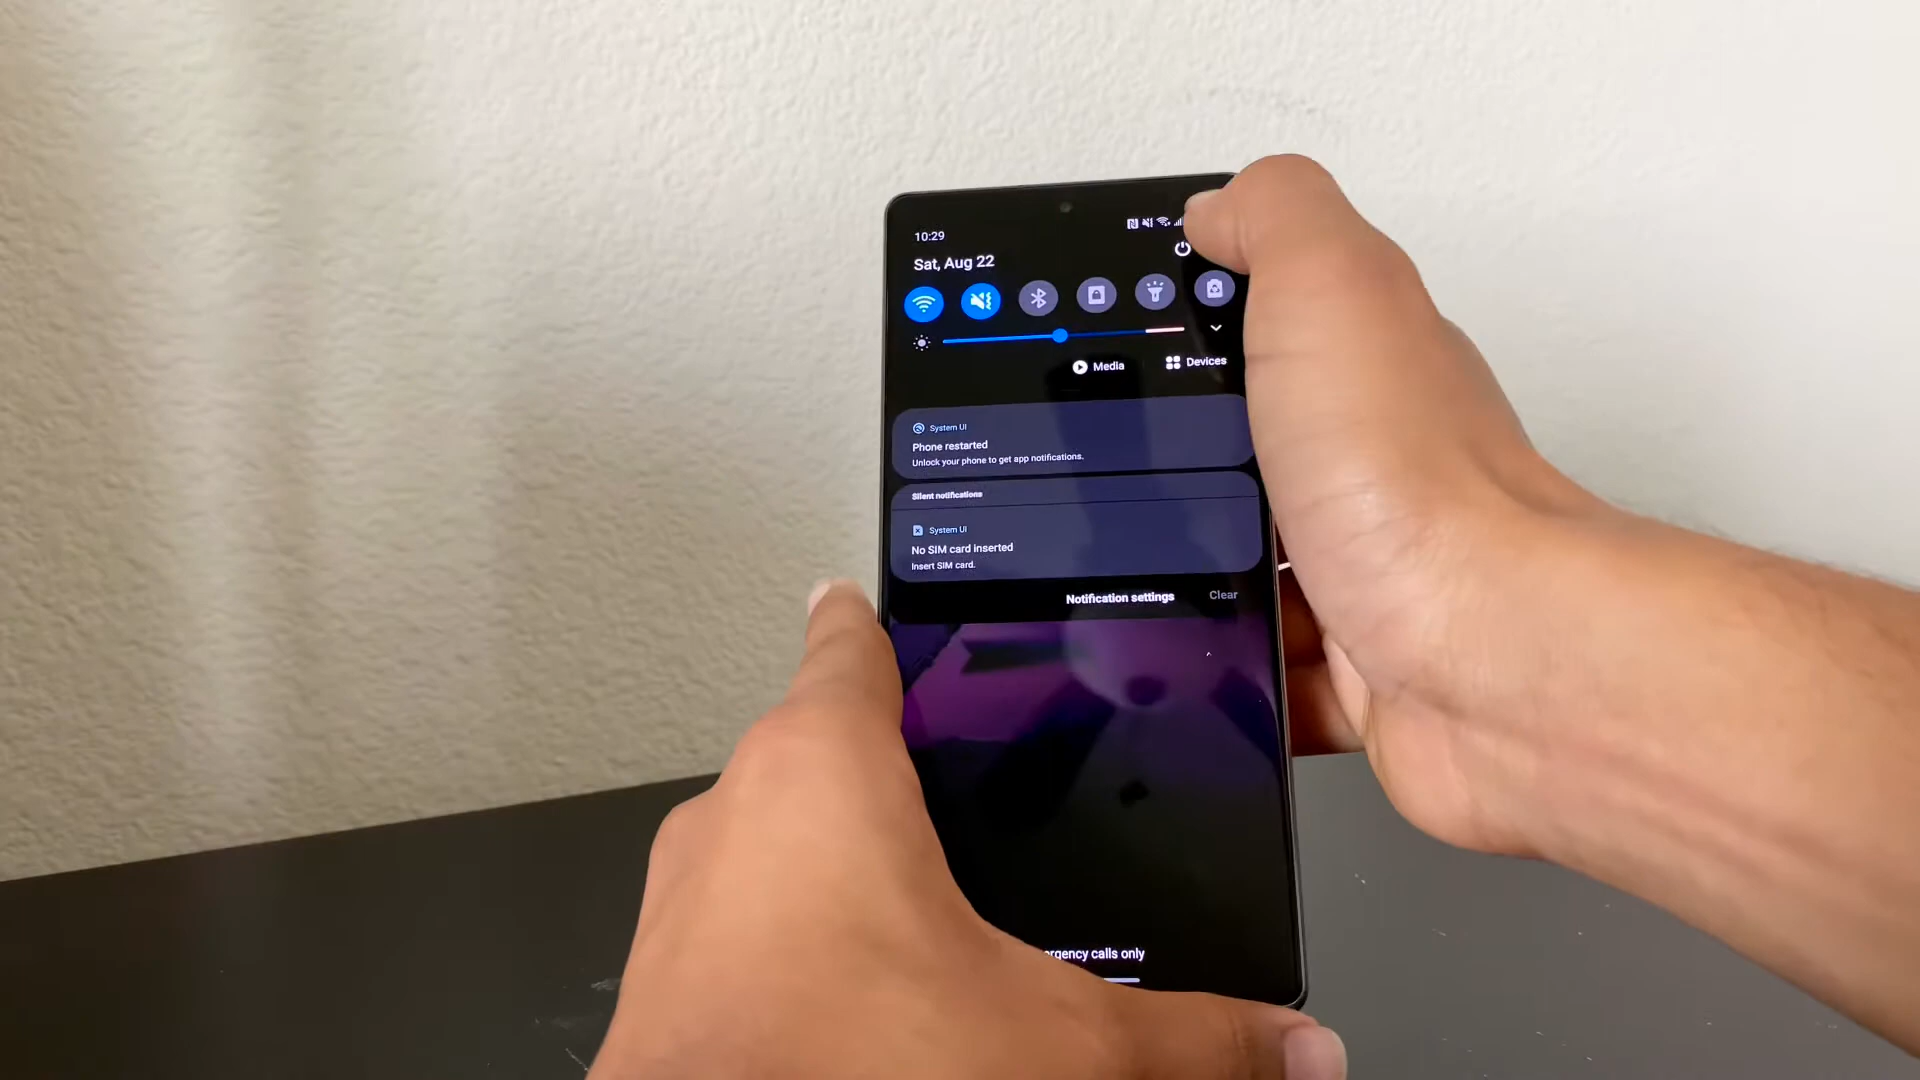 10:29
Sat, Aug 22
Media
Devices
System UI
Phone restarted
Unlock your phone to get app notifications.
Silent notifications
System UI
No SIM card inserted
Insert SIM card.
Notification settings
Clear
calls only